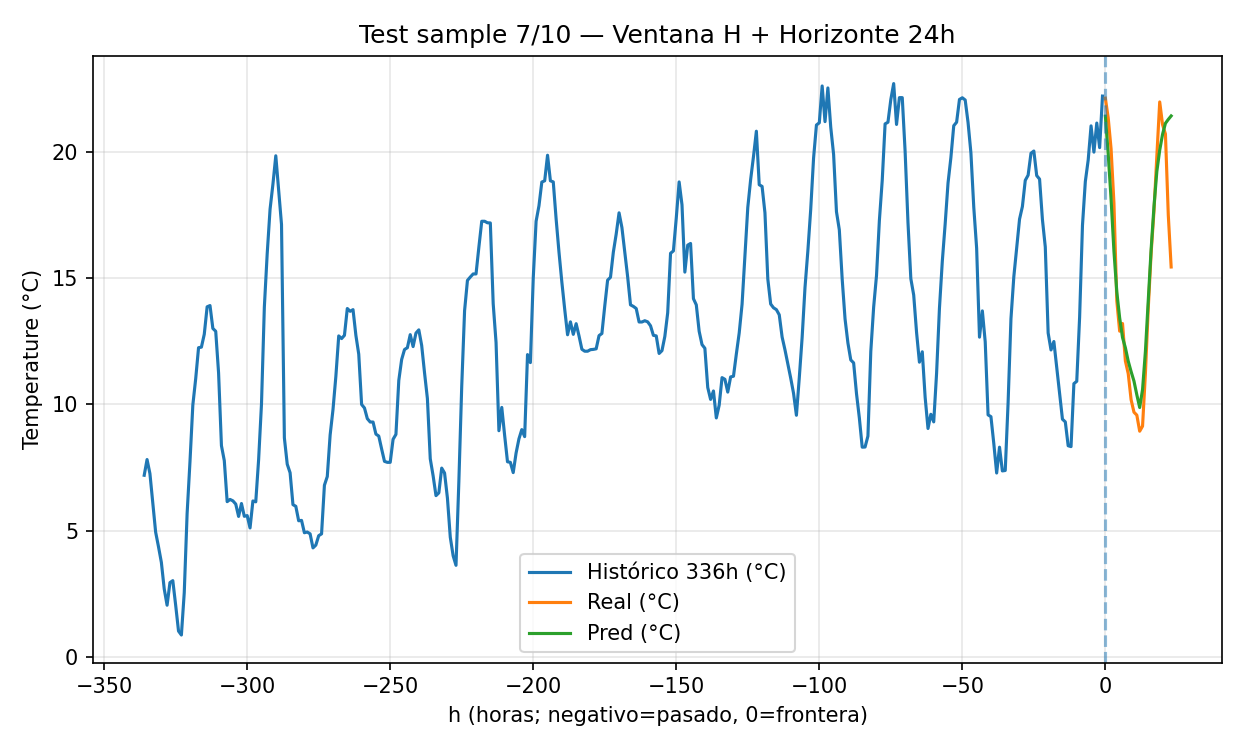 Test sample 7/10 — Ventana H + Horizonte 24h
Temperature (°C)
20
15
10
5
0
Histórico 336h (°C)
Real (°C)
Pred (°C)
−350 −300 −250 −200 −150 −100 −50 0
h (horas; negativo=pasado, 0=frontera)